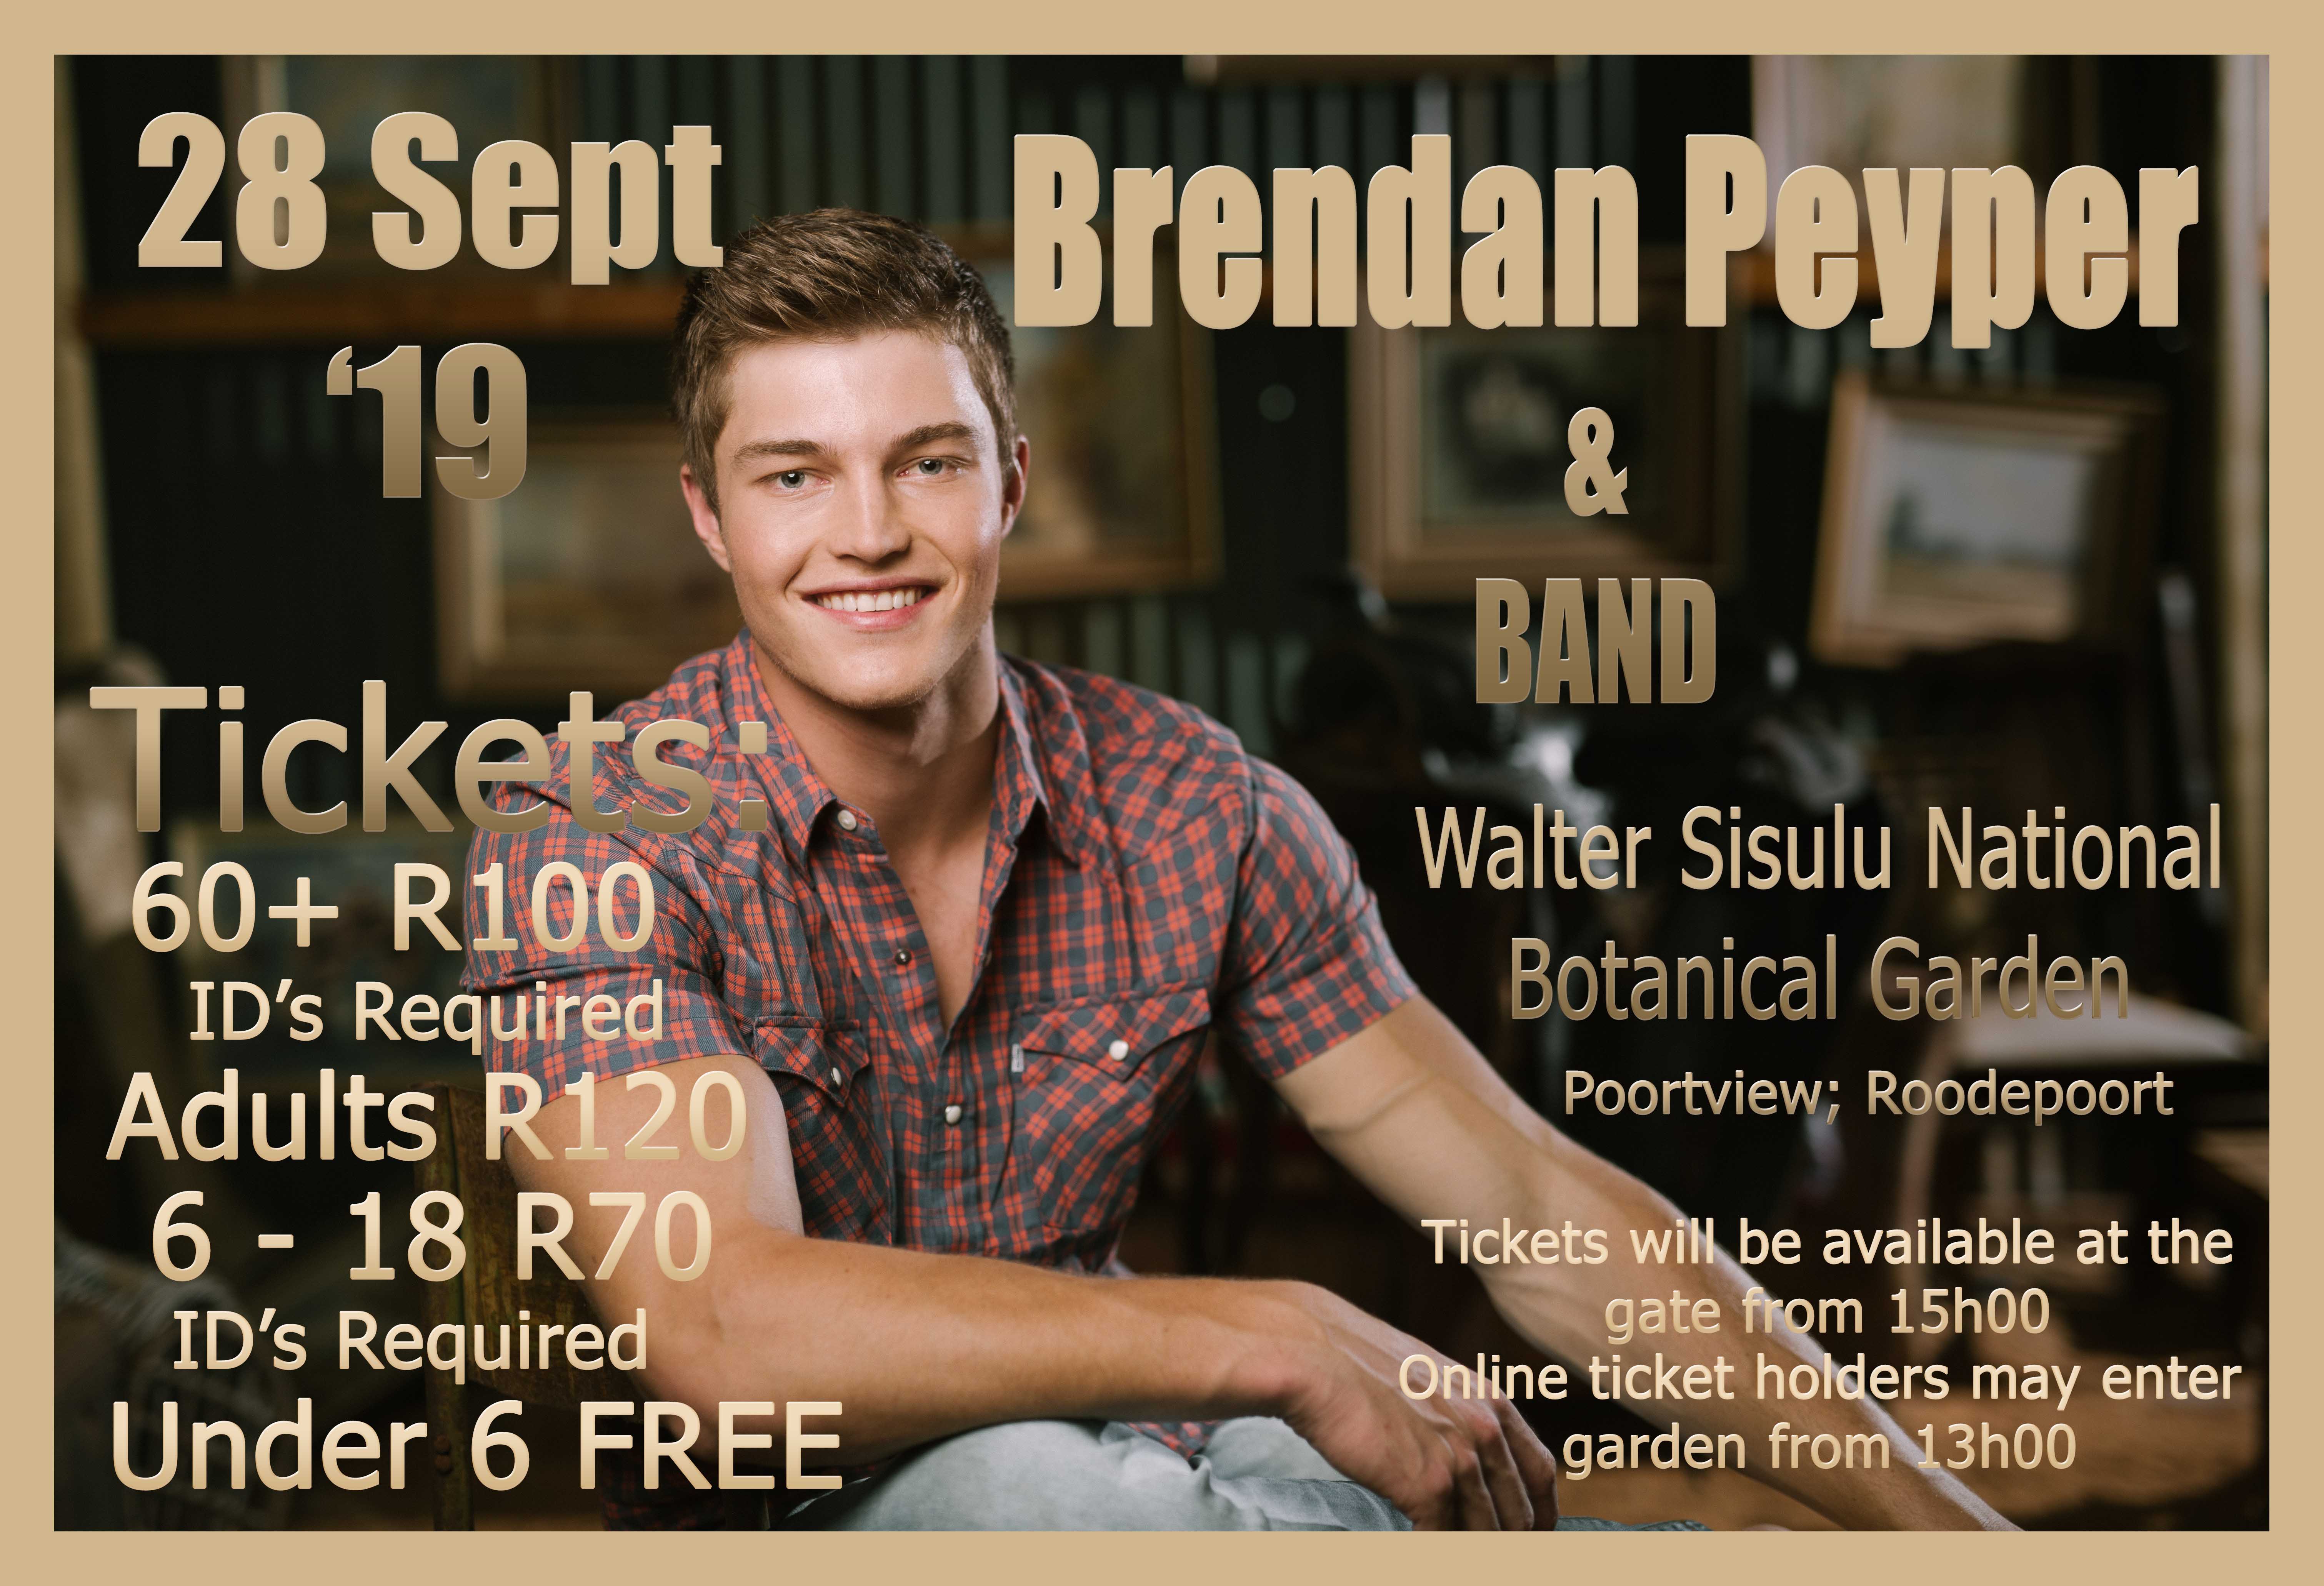 28 Sept
‘19
Brendan Peyper
&
BAND
Tickets:
60+ R100
ID’s Required
Adults R120
6 - 18 R70
ID’s Required
Under 6 FREE
Walter Sisulu National
Botanical Garden
Poortview; Roodepoort
Tickets will be available at the
gate from 15h00
Online ticket holders may enter
garden from 13h00